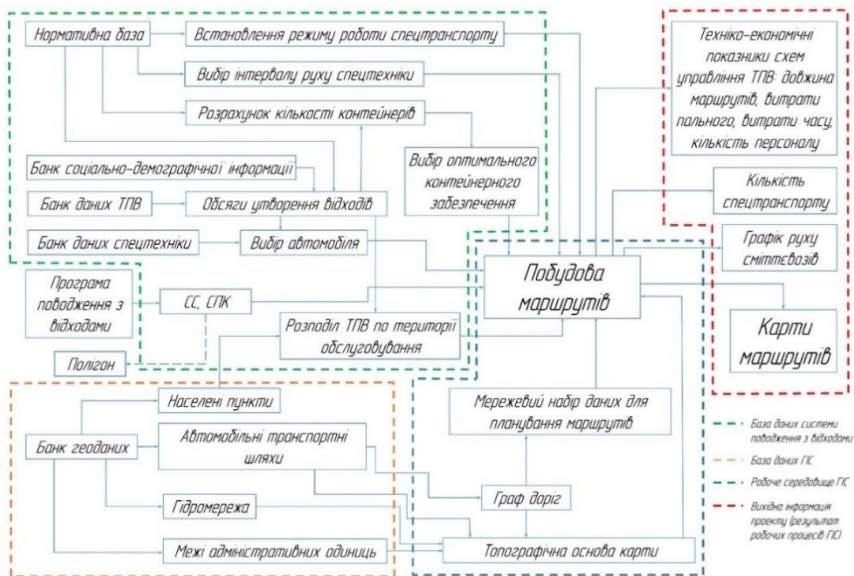 Нормативна база
Встановлення режиму роботи спецтранспорту
Вибір інтервалу руху спецтехніки
Розрахунок кількості контейнерів
Банк соціально-демографічної інформації
Банк даних ТПВ
Обсяги утворення відходів
Вибір оптимального
контейнерного
забезпечення
Банк даних спецтехніки
Вибір автомобіля
Програма
поводження з
відходами
СС, СПК
Розподіл ТПВ по території
обслуговування
Полігон
Побудова
маршрутів
Техніко-економічні
показники схем
управління ТПВ: довжина
маршрутів, витрати
пального, витрати часу,
кількість персоналу
Кількість
спецтранспорту
Графік руху
сміттєвозів
Карти
маршрутів
Населені пункти
Банк геоданих
Автомобільні транспортні
шляхи
Гідромережа
Межі адміністративних одиниць
Мережевий набір даних для
планування маршрутів
Граф доріг
Топографічна основа карти
База даних системи
поводження з відходами
База даних ГІС
Робоче середовище ГІС
Вихідна інформація
проекту (результат
робочих процесів ГІС)